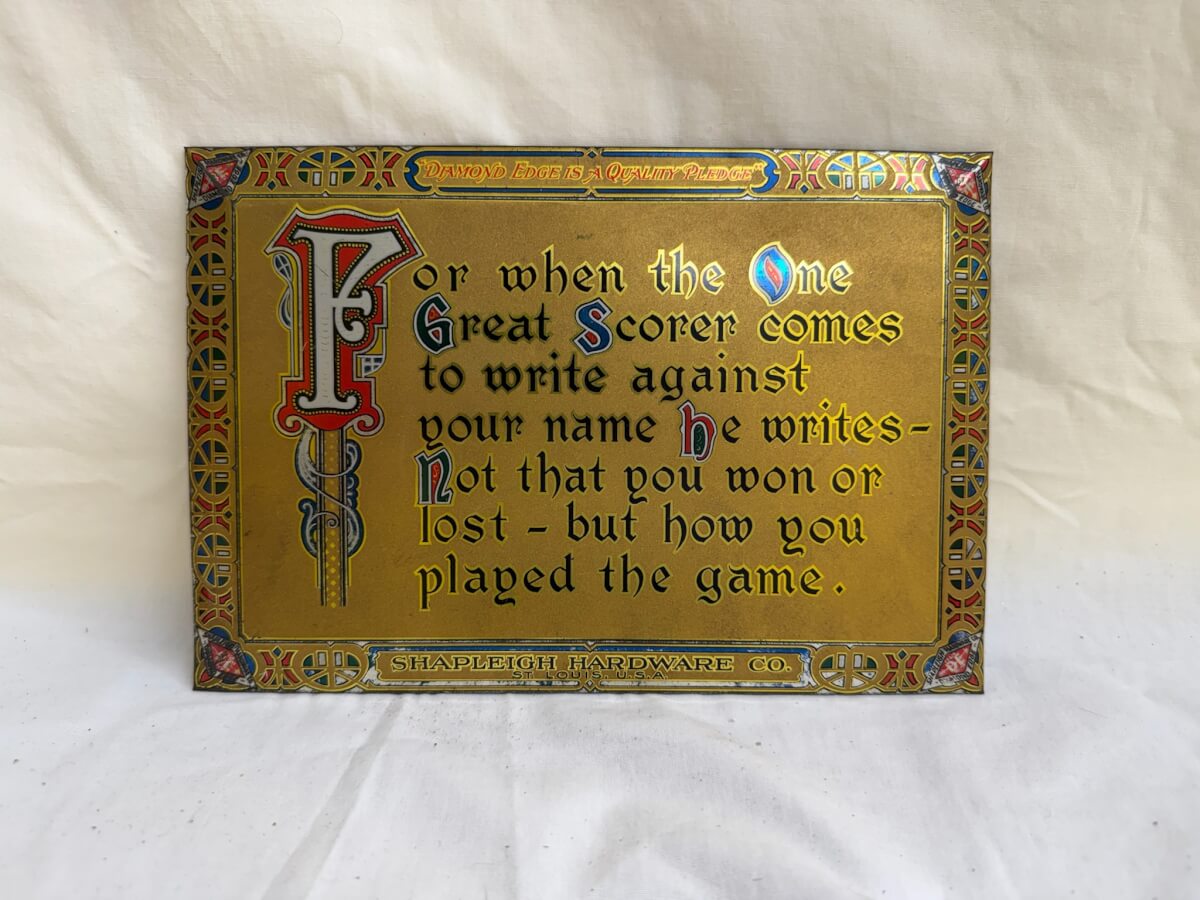 "DIAMOND EDGE IS A QUALITY PLEDGE"
For when the One
Great Scorer comes
to write against
your name he writes-
Not that you won or
lost - but how you
played the game.
SHAPLEIGH HARDWARE CO.
ST. LOUIS, U.S.A.